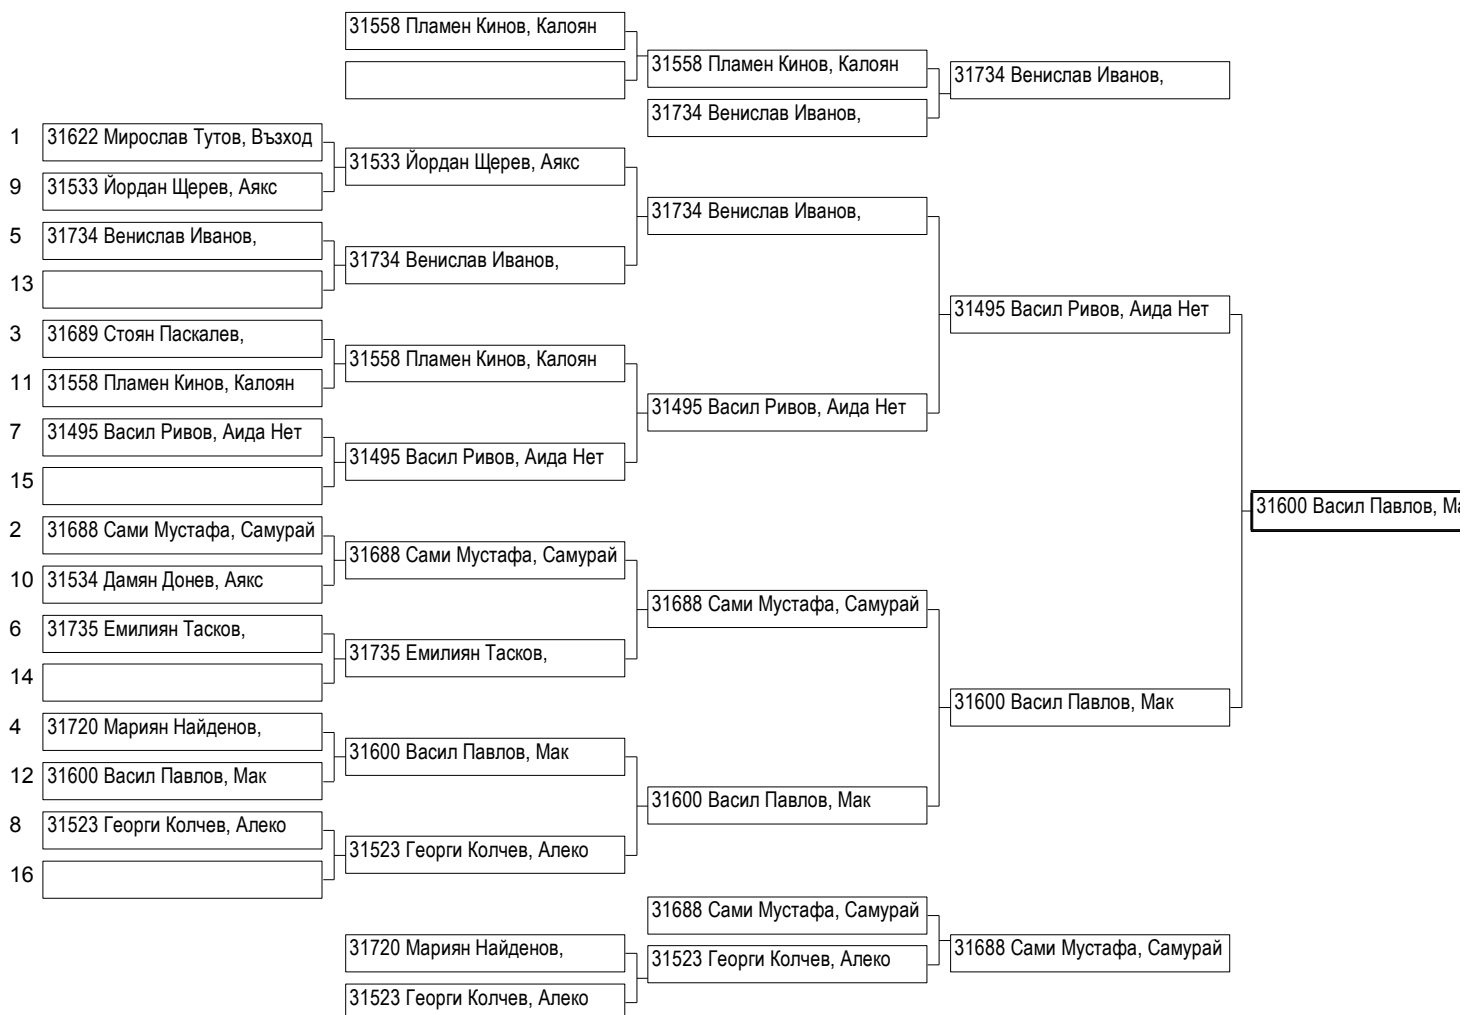 31558 Пламен Кинов, Калоян
31558 Пламен Кинов, Калоян
31734 Венислав Иванов,
31734 Венислав Иванов,
1 31622 Мирослав Тутов, Възход
31533 Йордан Щерев, Аякс
9 31533 Йордан Щерев, Аякс
31734 Венислав Иванов,
5 31734 Венислав Иванов,
31734 Венислав Иванов,
13
31495 Васил Ривов, Аида Нет
3 31689 Стоян Паскалев,
31558 Пламен Кинов, Калоян
11 31558 Пламен Кинов, Калоян
31495 Васил Ривов, Аида Нет
7 31495 Васил Ривов, Аида Нет
31495 Васил Ривов, Аида Нет
15
31600 Васил Павлов, Ма
2 31688 Сами Мустафа, Самурай
31688 Сами Мустафа, Самурай
10 31534 Дамян Донев, Аякс
31688 Сами Мустафа, Самурай
6 31735 Емилиян Тасков,
31735 Емилиян Тасков,
14
31600 Васил Павлов, Мак
4 31720 Мариян Найденов,
31600 Васил Павлов, Мак
12 31600 Васил Павлов, Мак
31600 Васил Павлов, Мак
8 31523 Георги Колчев, Алеко
31523 Георги Колчев, Алеко
16
31688 Сами Мустафа, Самурай
31720 Мариян Найденов,
31523 Георги Колчев, Алеко
31688 Сами Мустафа, Самурай
31523 Георги Колчев, Алеко